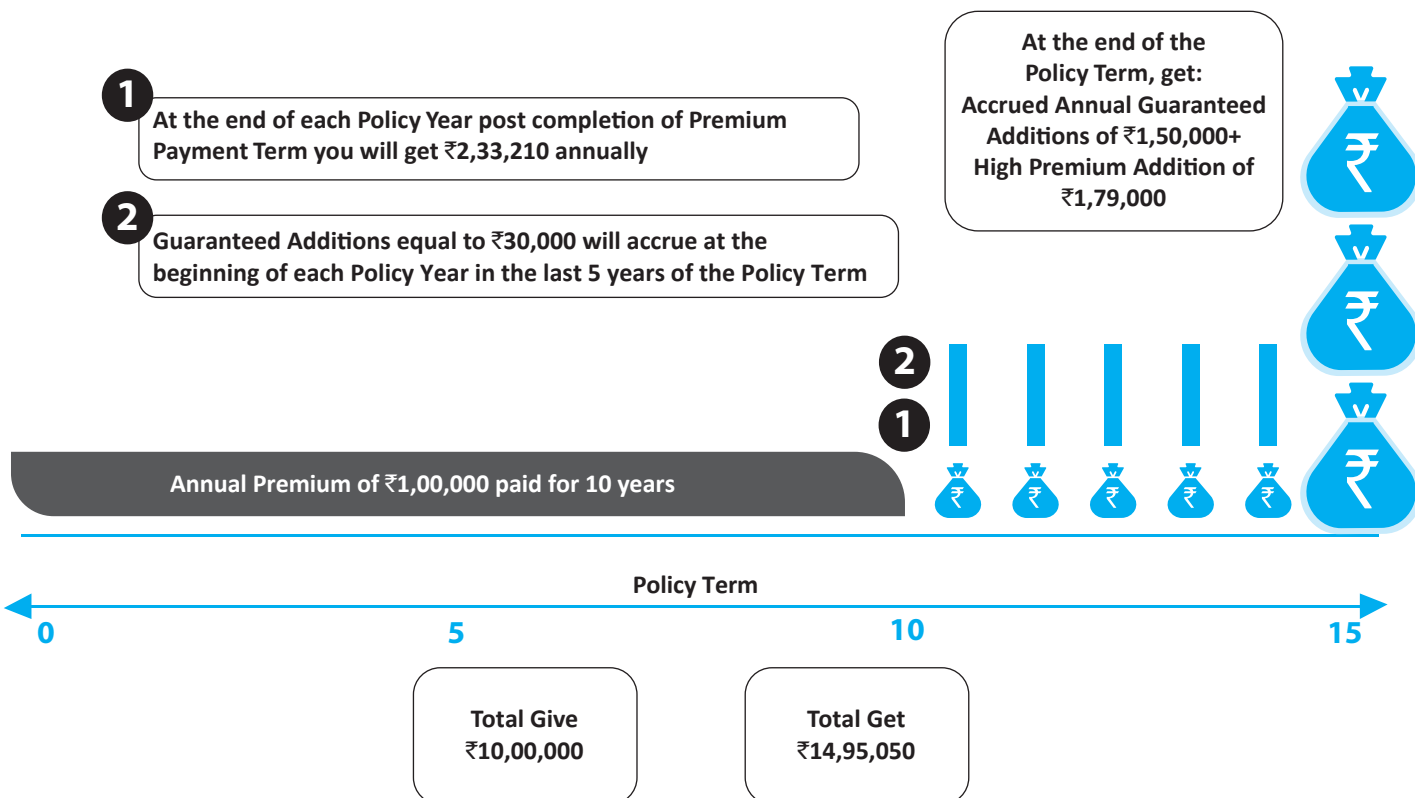 1
At the end of each Policy Year post completion of Premium
Payment Term you will get ₹2,33,210 annually
2
Guaranteed Additions equal to ₹30,000 will accrue at the
beginning of each Policy Year in the last 5 years of the Policy Term
At the end of the
Policy Term, get:
Accrued Annual Guaranteed
Additions of ₹1,50,000+
High Premium Addition of
₹1,79,000
₹
₹
₹
2
1
Annual Premium of ₹1,00,000 paid for 10 years
₹ ₹ ₹ ₹ ₹
Policy Term
0 5 10 15
Total Give
₹10,00,000
Total Get
₹14,95,050